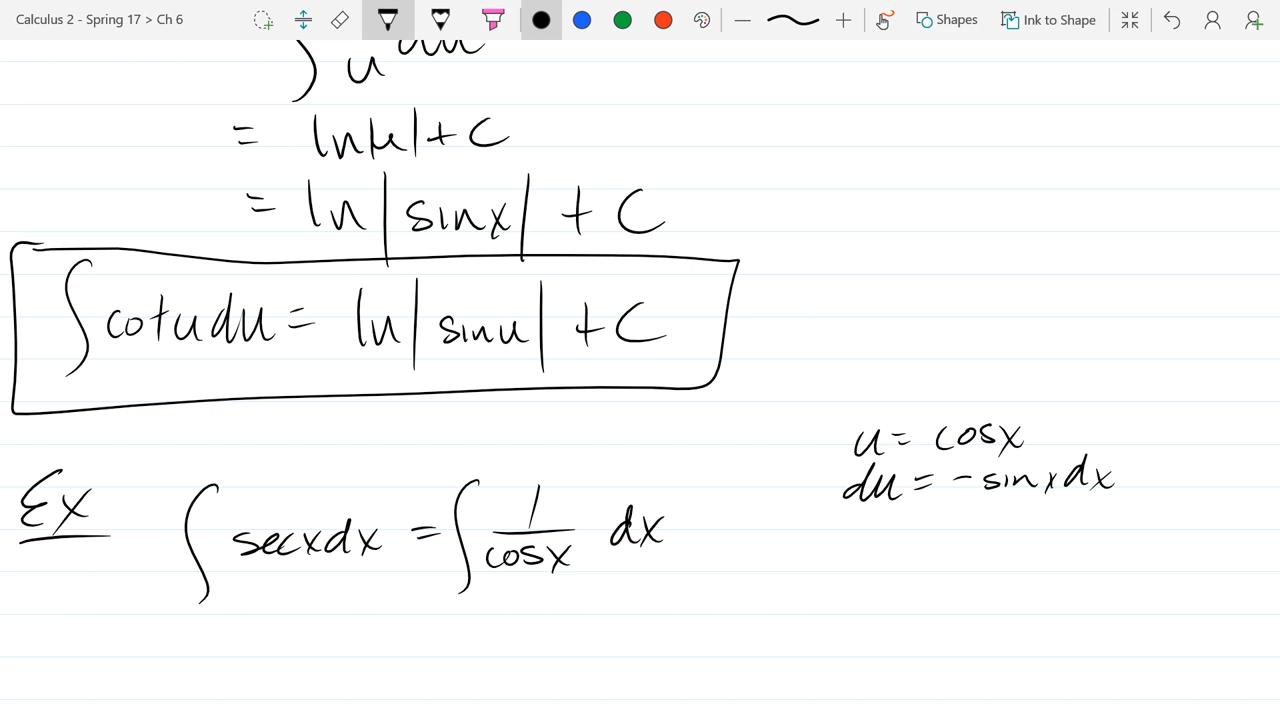 Calculus 2 - Spring 17 > Ch 6
Shapes
Ink to Shape
∫ u du
= ln|u| + C
= ln|sinx| + C
∫ cotu du = ln|sinu| + C
u = cosx
du = -sinx dx
Ex ∫ secx dx = ∫ 1/cosx dx